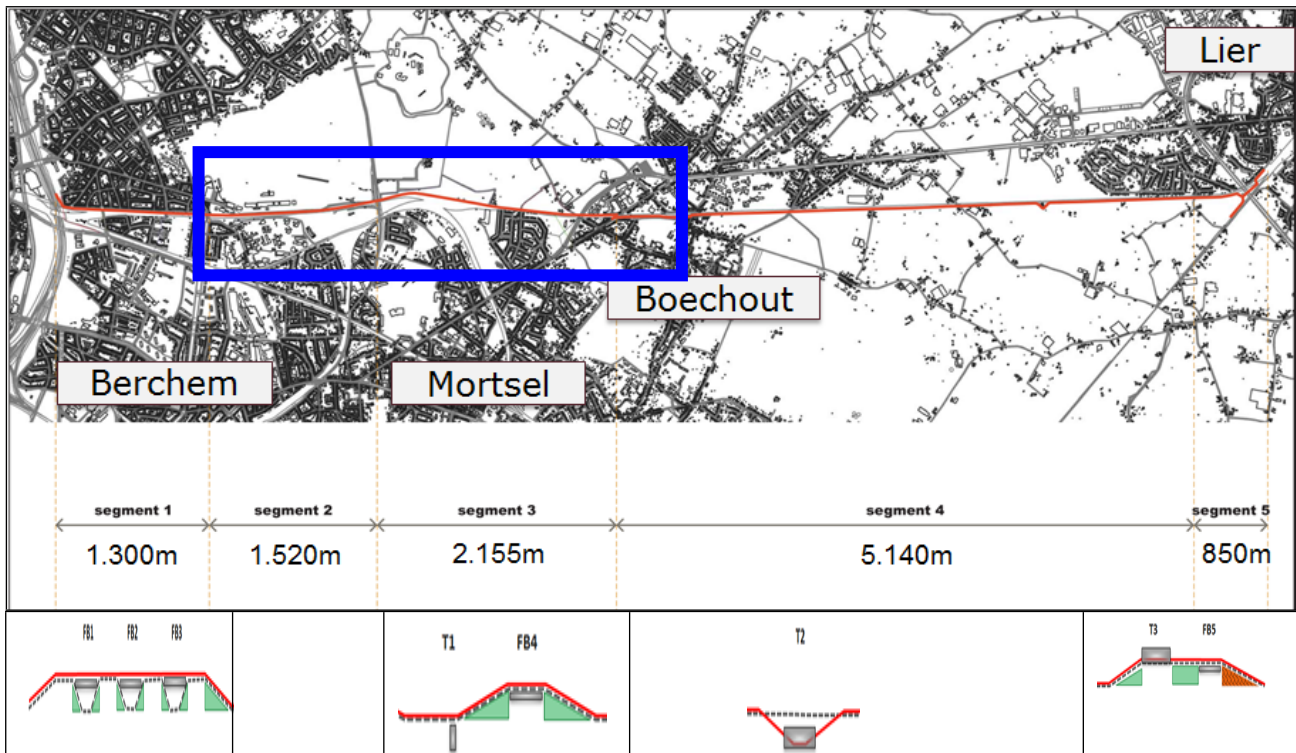 Lier
Boechout
Berchem
Mortsel
segment 1
segment 2
segment 3
segment 4
segment 5
1.300m
1.520m
2.155m
5.140m
850m
FB1
FB2
FB3
T1
FB4
T2
T3
FB5